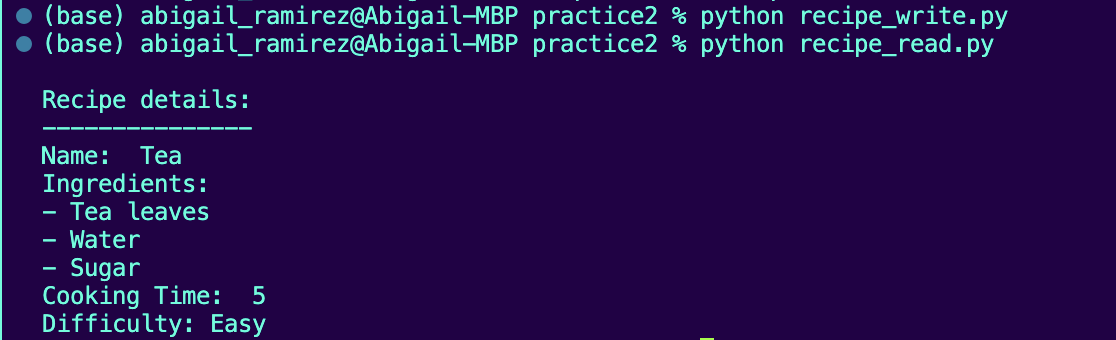 (base) abigail_ramirez@Abigail-MBP practice2 % python recipe_write.py
(base) abigail_ramirez@Abigail-MBP practice2 % python recipe_read.py
Recipe details:
---------------
Name:  Tea
Ingredients:
- Tea leaves
- Water
- Sugar
Cooking Time:  5
Difficulty: Easy